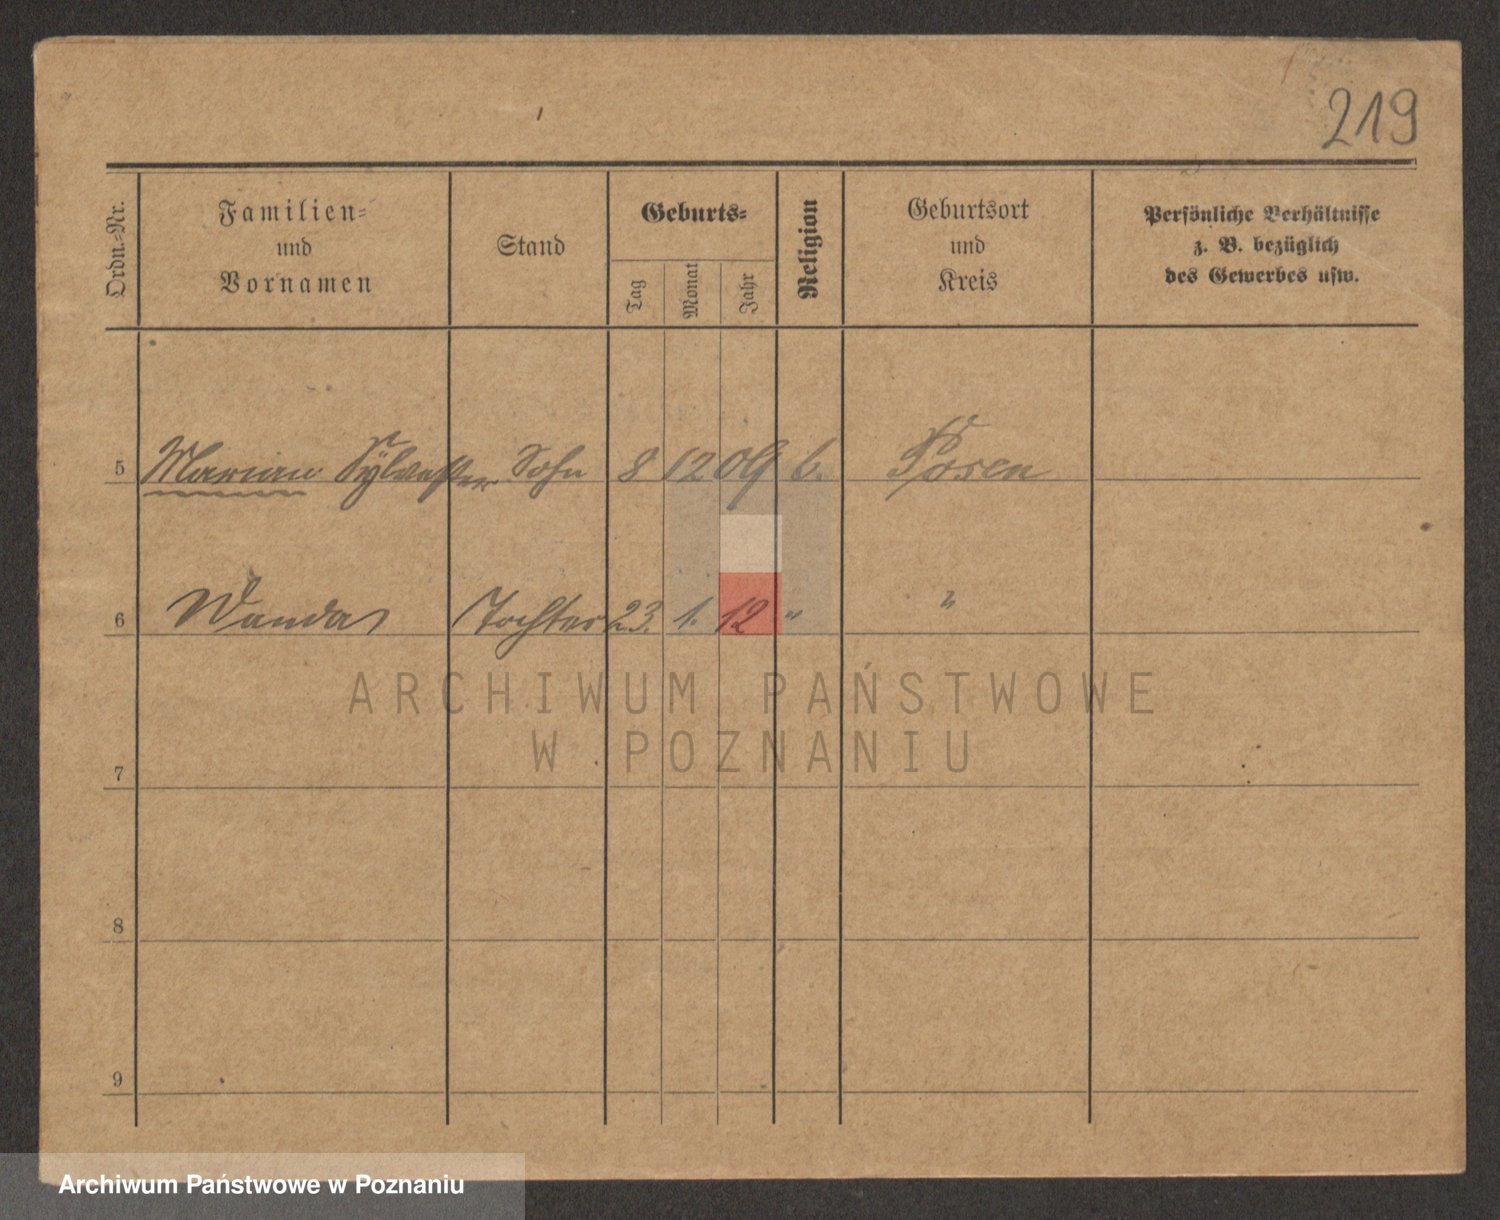 219
Ordn.-Nr.
Familien-
und
Vornamen
Stand
Geburts-
Tag
Monat
Jahr
Religion
Geburtsort
und
Kreis
Persönliche Verhältnisse
z. B. bezüglich
des Gewerbes usw.
5 Marian Sylvester Sohn 8 12 09 k. Posen
6 Wanda Tochter 23. 1. 12 " "
ARCHIWUM PAŃSTWOWE
W POZNANIU
7
8
9
Archiwum Państwowe w Poznaniu